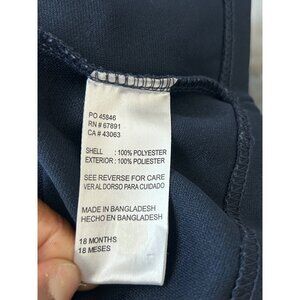 PO 45846
RN # 67891
CA # 43063
SHELL : 100% POLYESTER
EXTERIOR : 100% POLIESTER
SEE REVERSE FOR CARE
VER AL DORSO PARA CUIDADO
MADE IN BANGLADESH
HECHO EN BANGLADESH
18 MONTHS
18 MESES